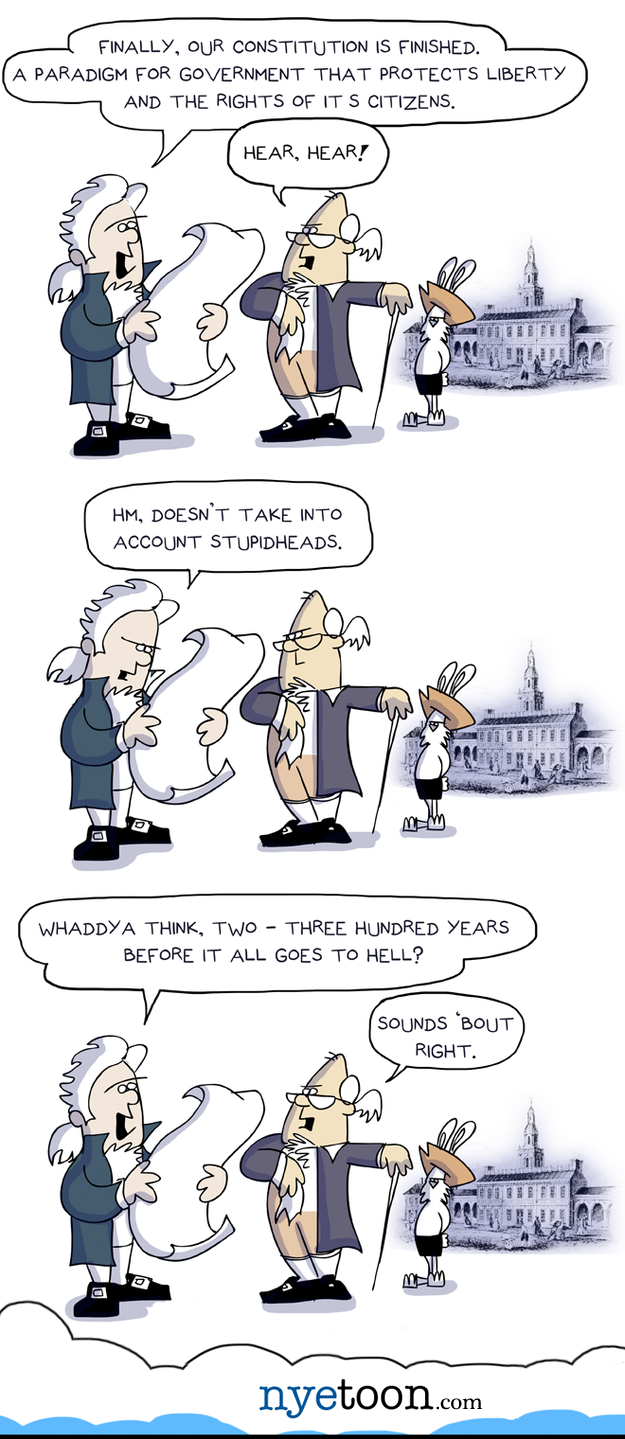 FINALLY, OUR CONSTITUTION IS FINISHED.
A PARADIGM FOR GOVERNMENT THAT PROTECTS LIBERTY
AND THE RIGHTS OF IT S CITIZENS.
HEAR, HEAR!
HM, DOESN'T TAKE INTO
ACCOUNT STUPIDHEADS.
WHADDYA THINK, TWO - THREE HUNDRED YEARS
BEFORE IT ALL GOES TO HELL?
SOUNDS 'BOUT
RIGHT.
nyetoon.com